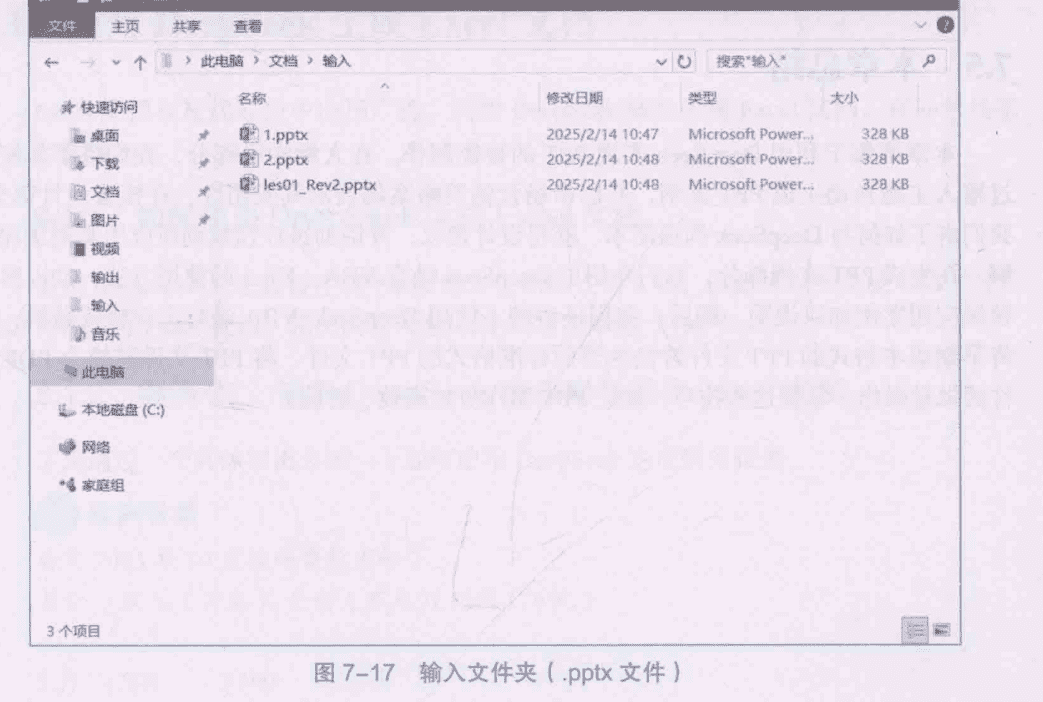 文件 主页 共享 查看
此电脑 > 文档 > 输入 搜索"输入"
名称 修改日期 类型 大小
快速访问
桌面
下载
文档
图片
视频
输出
输入
音乐
此电脑
本地磁盘 (C:)
网络
家庭组
1.pptx 2025/2/14 10:47 Microsoft Power... 328 KB
2.pptx 2025/2/14 10:48 Microsoft Power... 328 KB
les01_Rev2.pptx 2025/2/14 10:48 Microsoft Power... 328 KB
3 个项目
图 7-17 输入文件夹（.pptx 文件）